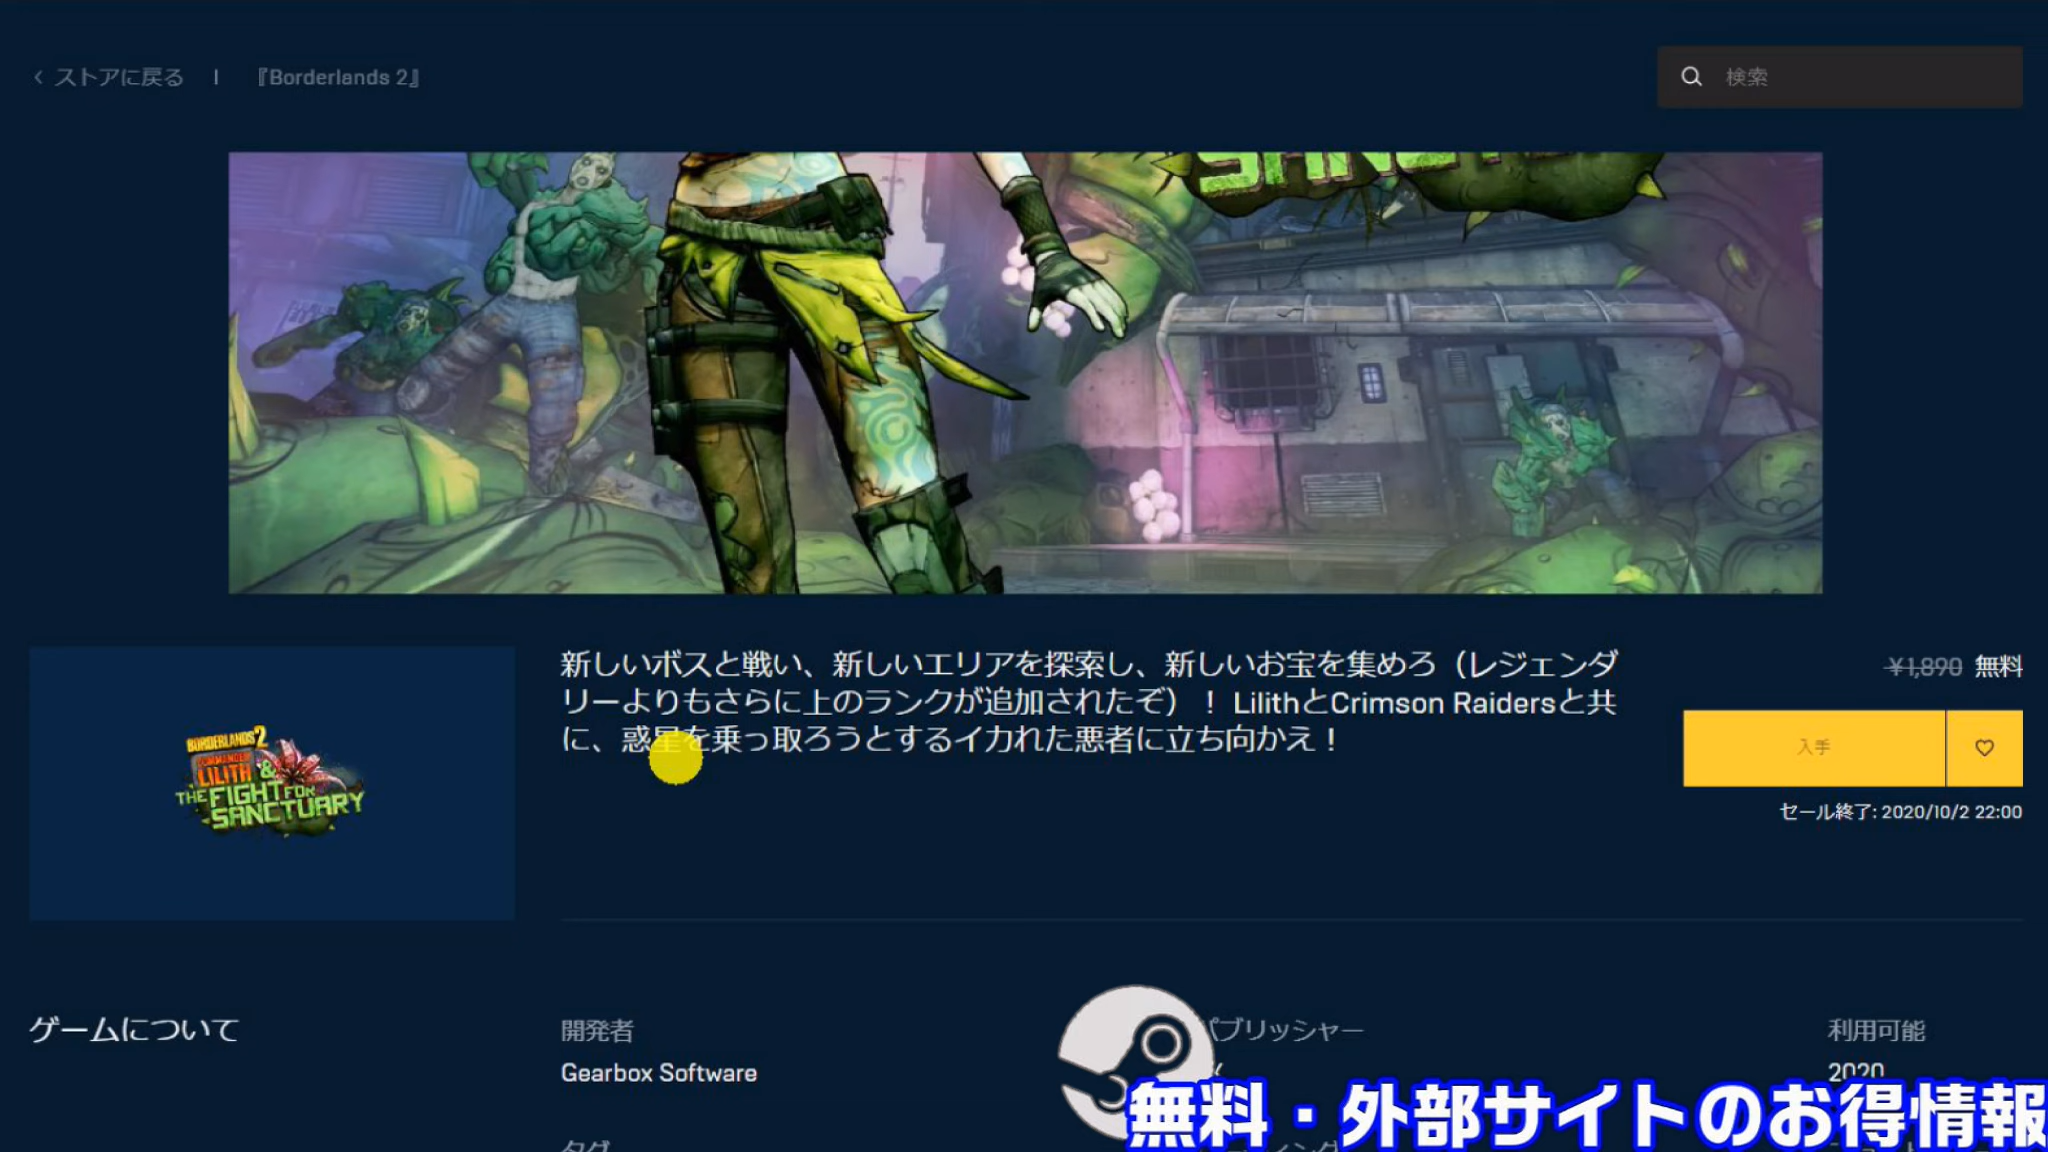 ストアに戻る | 『Borderlands 2』
検索
新しいボスと戦い、新しいエリアを探索し、新しいお宝を集めろ（レジェンダ
リーよりもさらに上のランクが追加されたぞ）！ LilithとCrimson Raidersと共
に、惑星を乗っ取ろうとするイカれた悪者に立ち向かえ！
¥1,890 無料
入手
セール終了: 2020/10/2 22:00
BORDERLANDS 2
COMMANDER
LILITH &
THE FIGHT FOR
SANCTUARY
ゲームについて
開発者
Gearbox Software
パブリッシャー
利用可能
2020
タグ
無料・外部サイトのお得情報